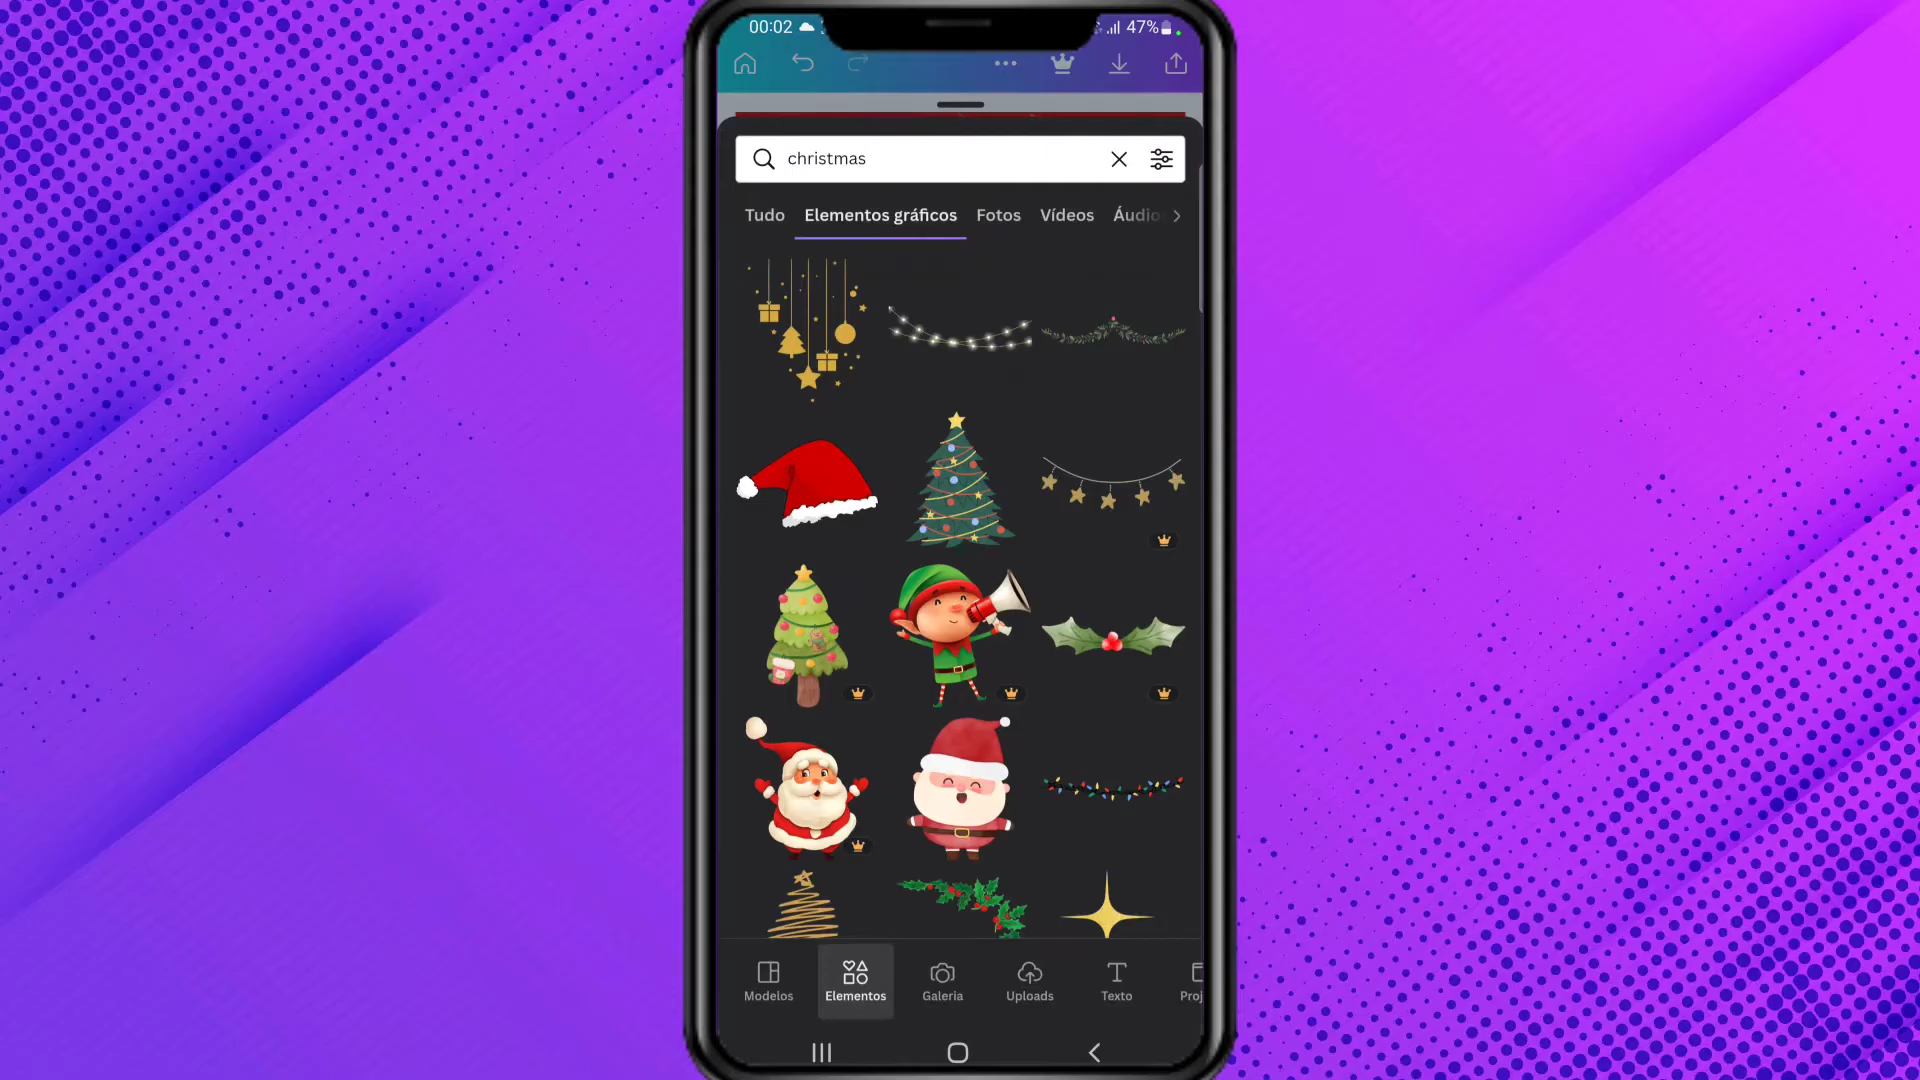 00:02
47%
christmas
Tudo Elementos gráficos Fotos Vídeos Áudio
Modelos Elementos Galeria Uploads Texto Proj